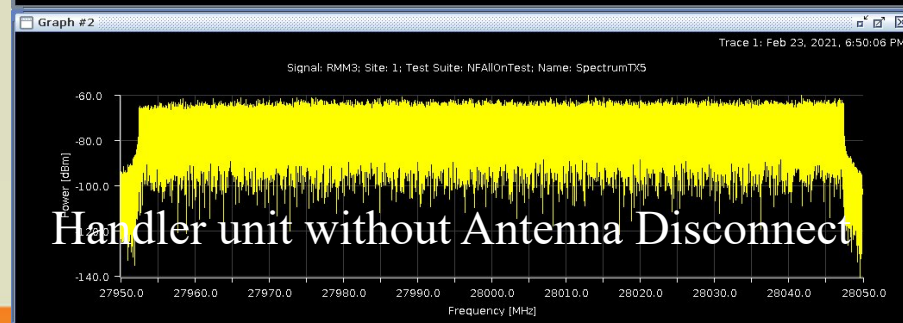 Graph #2
Trace 1: Feb 23, 2021, 6:50:06 PM
Signal: RMM3; Site: 1; Test Suite: NFAllOnTest; Name: SpectrumTX5
-60.0
-80.0
-100.0
-120.0
-140.0
Power [dBm]
Handler unit without Antenna Disconnect
27950.0 27960.0 27970.0 27980.0 27990.0 28000.0 28010.0 28020.0 28030.0 28040.0 28050.0
Frequency [MHz]